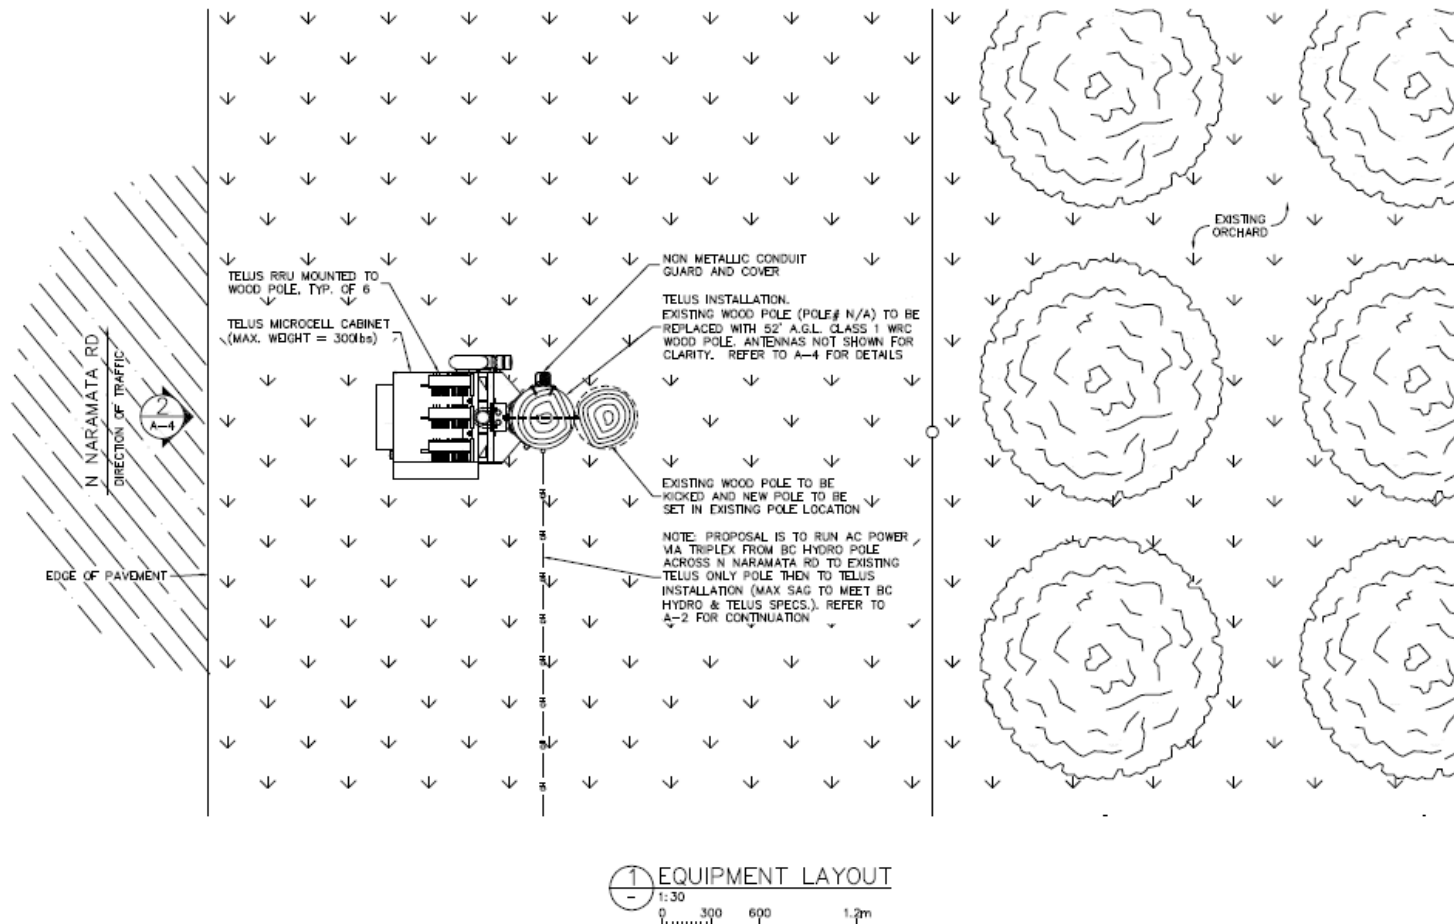 EXISTING
ORCHARD
NON METALLIC CONDUIT
GUARD AND COVER
TELUS RRU MOUNTED TO
WOOD POLE, TYP. OF 6
TELUS INSTALLATION.
EXISTING WOOD POLE (POLE# N/A) TO BE
REPLACED WITH 52' A.G.L. CLASS 1 WRC
WOOD POLE. ANTENNAS NOT SHOWN FOR
CLARITY. REFER TO A-4 FOR DETAILS
TELUS MICROCELL CABINET
(MAX. WEIGHT = 300lbs)
N NARAMATA RD
DIRECTION OF TRAFFIC
2
A-4
EXISTING WOOD POLE TO BE
KICKED AND NEW POLE TO BE
SET IN EXISTING POLE LOCATION
NOTE: PROPOSAL IS TO RUN AC POWER
VIA TRIPLEX FROM BC HYDRO POLE
ACROSS N NARAMATA RD TO EXISTING
TELUS ONLY POLE THEN TO TELUS
INSTALLATION (MAX SAG TO MEET BC
HYDRO & TELUS SPECS.). REFER TO
A-2 FOR CONTINUATION
EDGE OF PAVEMENT
1
-
EQUIPMENT LAYOUT
1:30
0 300 600 1.2m